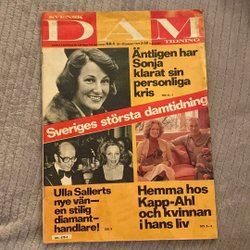 SVENSK
DAM
TIDNING
Äntligen har
Sonja
klarat sin
personliga
kris
Sveriges största damtidning
Ulla Sallerts
nye vän—
en stilig
diamant-
handlare!
Hemma hos
Kapp-Ahl
och kvinnan
i hans liv